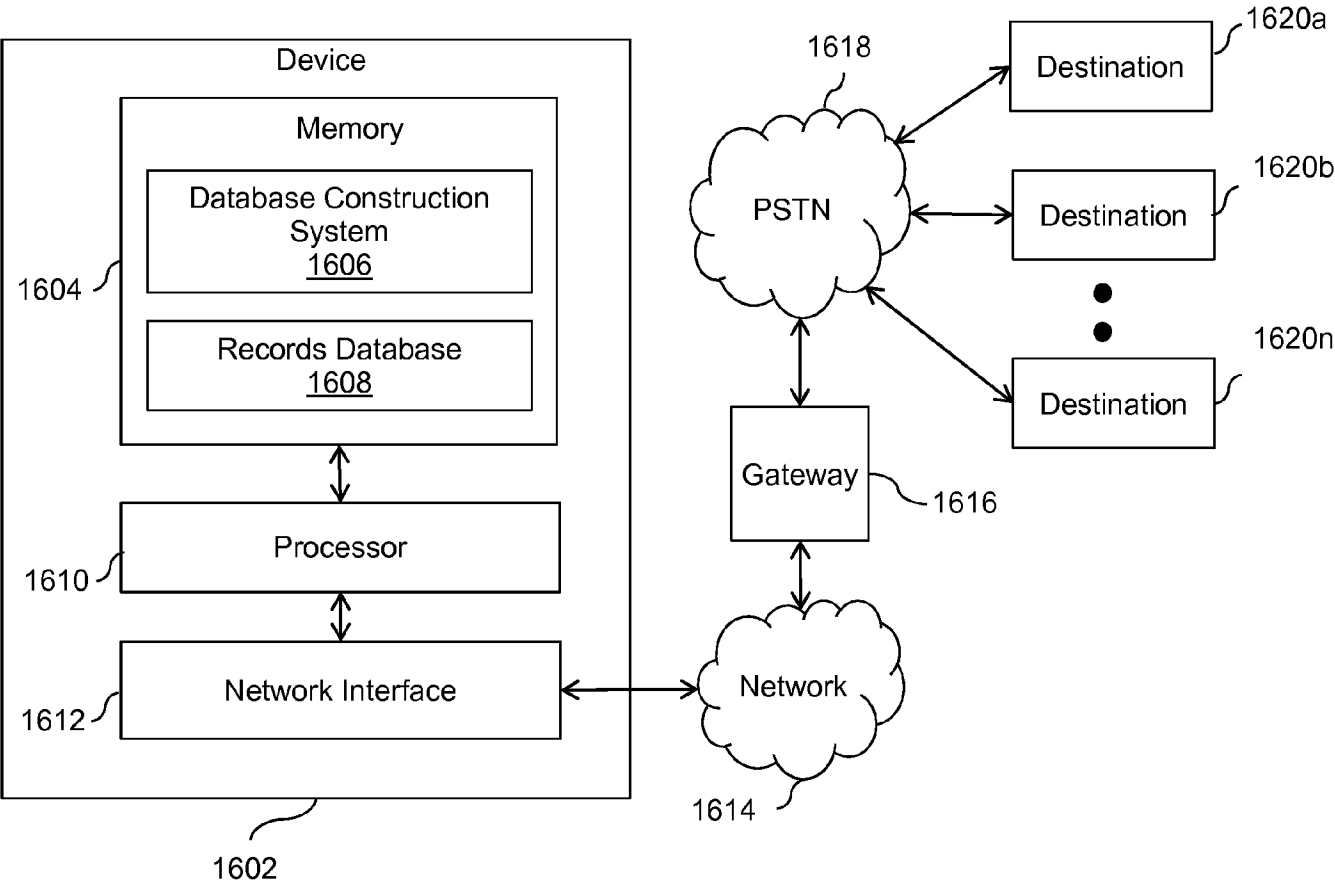 Device
Memory
Database Construction
System
1606
Records Database
1608
1604
Processor
1610
Network Interface
1612
1602
1618
PSTN
Gateway
1616
Network
1614
1620a
Destination
1620b
Destination
1620n
Destination